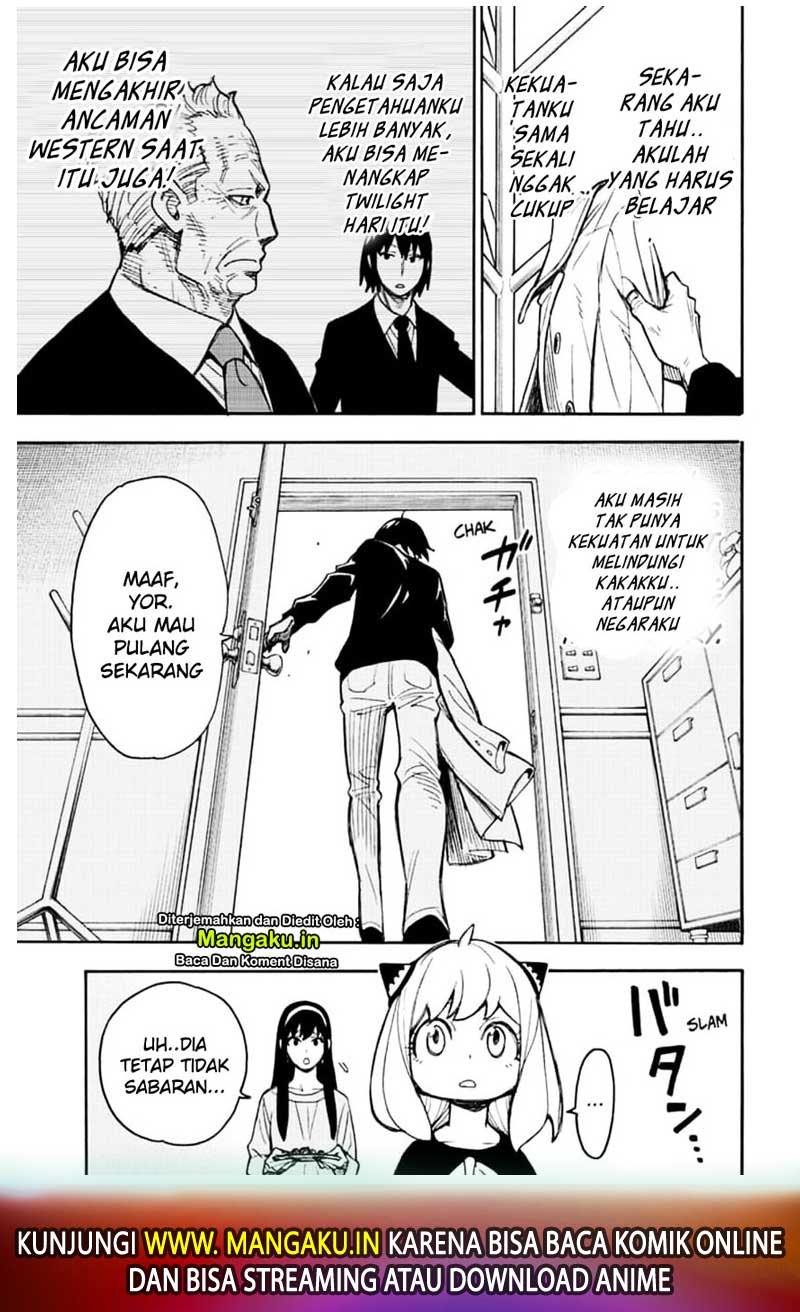 SEKA-
RANG AKU
TAHU..
AKULAH
YANG HARUS
BELAJAR
KEKUA-
TANKU
SAMA
SEKALI
NGGAK
CUKUP
KALAU SAJA
PENGETAHUANKU
LEBIH BANYAK,
AKU BISA ME-
NANGKAP
TWILIGHT
HARI ITU!
AKU BISA
MENGAKHIR
ANCAMAN
WESTERN SAAT
ITU JUGA!
AKU MASIH
TAK PUNYA
KEKUATAN UNTUK
MELINDUNGI
KAKAKKU..
ATAUPUN
NEGARAKU
CHAK
ガチャ
MAAF,
YOR.
AKU MAU
PULANG
SEKARANG
Diterjemahkan dan Diedit Oleh :
Mangaku.in
Baca Dan Koment Disana
バタン…
SLAM
...
UH..DIA
TETAP TIDAK
SABARAN...
KUNJUNGI WWW. MANGAKU.IN KARENA BISA BACA KOMIK ONLINE
DAN BISA STREAMING ATAU DOWNLOAD ANIME